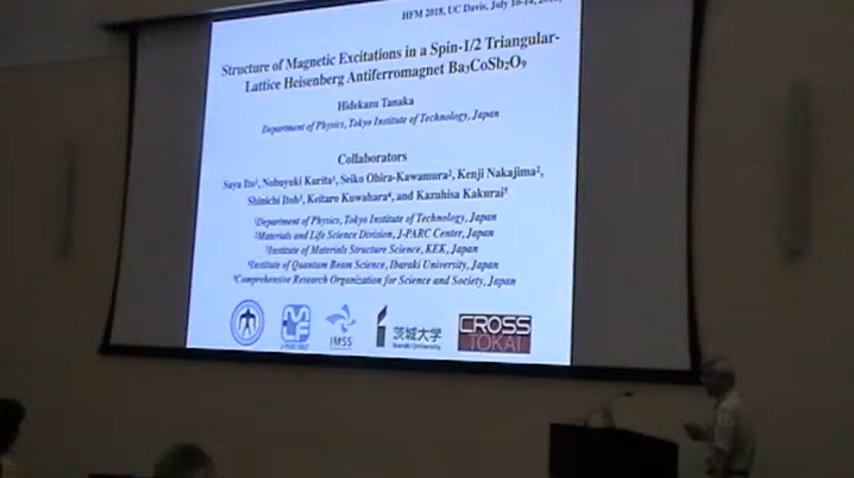 HFM 2018, UC Davis, July
Structure of Magnetic Excitations in a Spin-1/2 Triangular-
Lattice Heisenberg Antiferromagnet Ba₃CoSb₂O₉
Hidekazu Tanaka
Department of Physics, Tokyo Institute of Technology, Japan
Collaborators
Saya Ito¹, Nobuyuki Kurita¹, Seiko Ohira-Kawamura², Kenji Nakajima²,
Shinichi Itoh³, Keitaro Kuwahara⁴, and Kazuhisa Kakurai⁵
¹Department of Physics, Tokyo Institute of Technology, Japan
²Materials and Life Science Division, J-PARC Center, Japan
³Institute of Materials Structure Science, KEK, Japan
⁴Institute of Quantum Beam Science, Ibaraki University, Japan
⁵Comprehensive Research Organization for Science and Society, Japan
MLF
IMSS
茨城大学
Ibaraki University
CROSS
TOKAI